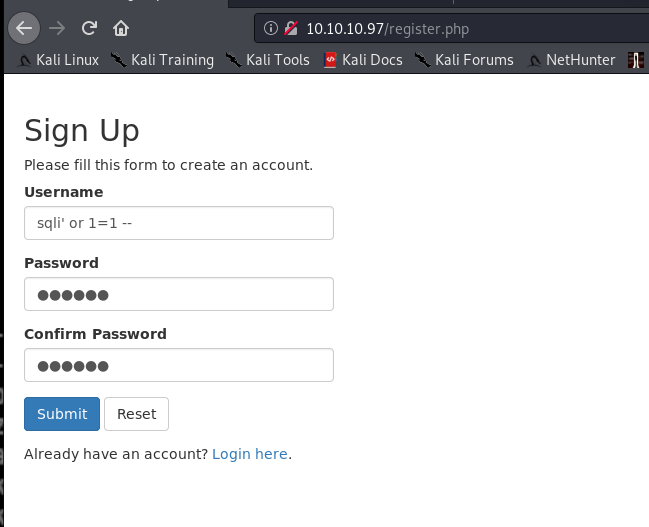 10.10.10.97/register.php
Kali Linux Kali Training Kali Tools Kali Docs Kali Forums NetHunter
Sign Up
Please fill this form to create an account.
Username
sqli' or 1=1 --
Password
●●●●●●
Confirm Password
●●●●●●
Submit Reset
Already have an account? Login here.